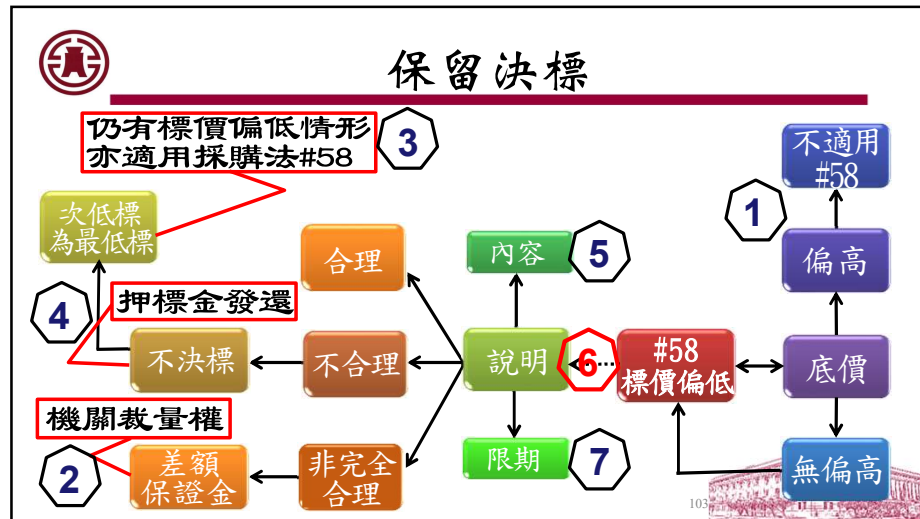 保留決標
仍有標價偏低情形
亦適用採購法#58
3
不適用
#58
1
次低標
為最低標
合理
內容
5
偏高
4
押標金發還
不決標
不合理
說明
6
#58
標價偏低
底價
機關裁量權
2
差額
保證金
非完全
合理
限期
7
無偏高
103